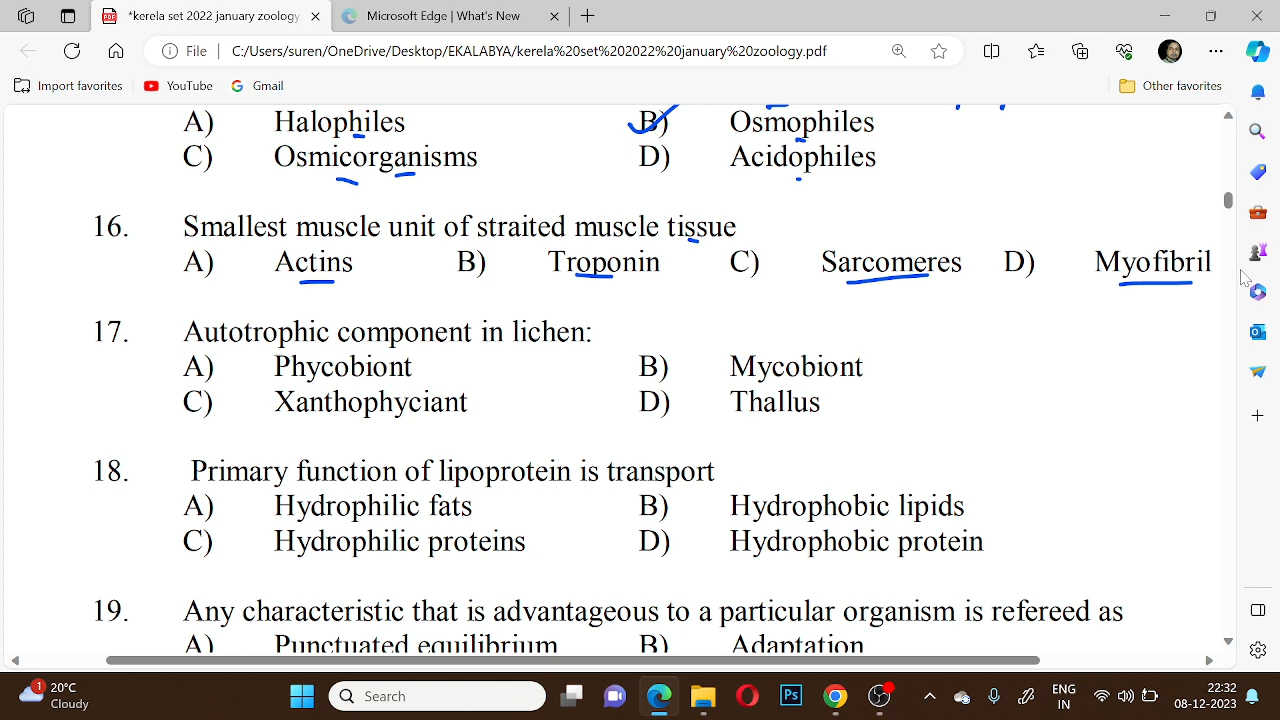 *kerela set 2022 january zoology
Microsoft Edge | What's New
File
C:/Users/suren/OneDrive/Desktop/EKALABYA/kerela%20set%202022%20january%20zoology.pdf
Import favorites
YouTube
Gmail
Other favorites
A) Halophiles B) Osmophiles
C) Osmicorganisms D) Acidophiles
16. Smallest muscle unit of straited muscle tissue
A) Actins B) Troponin C) Sarcomeres D) Myofibril
17. Autotrophic component in lichen:
A) Phycobiont B) Mycobiont
C) Xanthophyciant D) Thallus
18. Primary function of lipoprotein is transport
A) Hydrophilic fats B) Hydrophobic lipids
C) Hydrophilic proteins D) Hydrophobic protein
19. Any characteristic that is advantageous to a particular organism is refereed as
A) Punctuated equilibrium B) Adaptation
1
20°C
Cloudy
Search
Ps
ENG
IN
22:32
08-12-2023